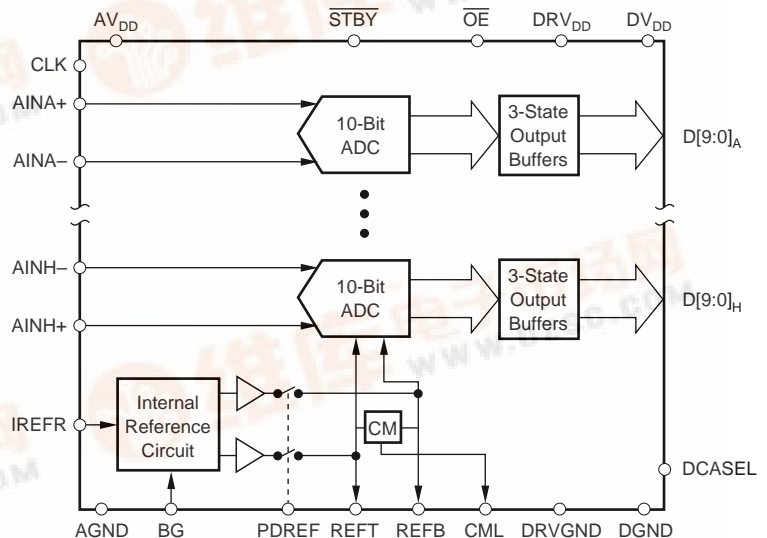 AVDD
STBY
OE
DRVDD
DVDD
CLK
AINA+
AINA–
10-Bit
ADC
3-State
Output
Buffers
D[9:0]A
AINH–
AINH+
10-Bit
ADC
3-State
Output
Buffers
D[9:0]H
IREFR
Internal
Reference
Circuit
CM
DCASEL
AGND
BG
PDREF
REFT
REFB
CML
DRVGND
DGND